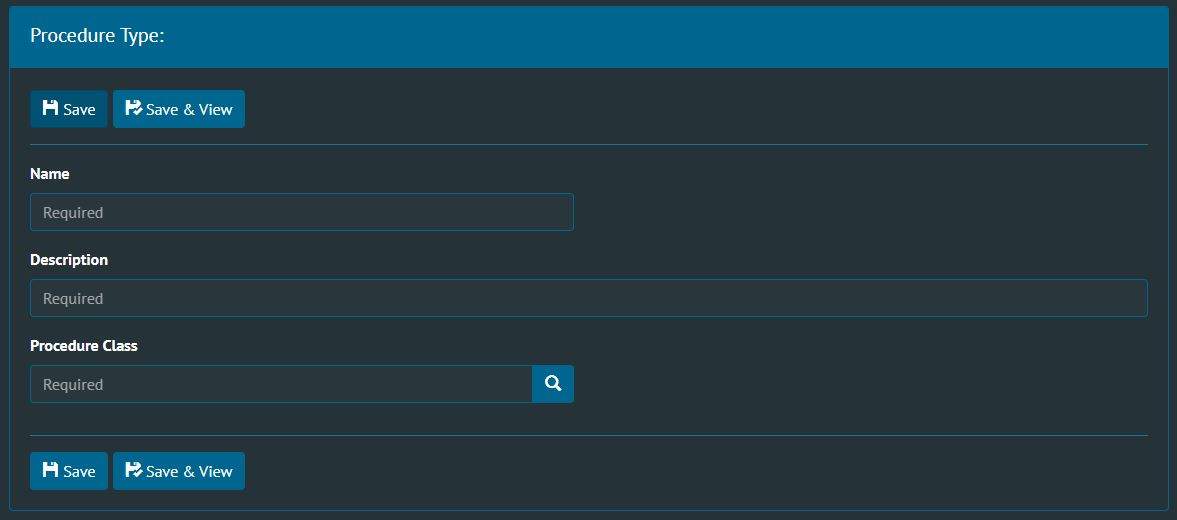 Procedure Type:
Save Save & View
Name
Required
Description
Required
Procedure Class
Required
Save Save & View